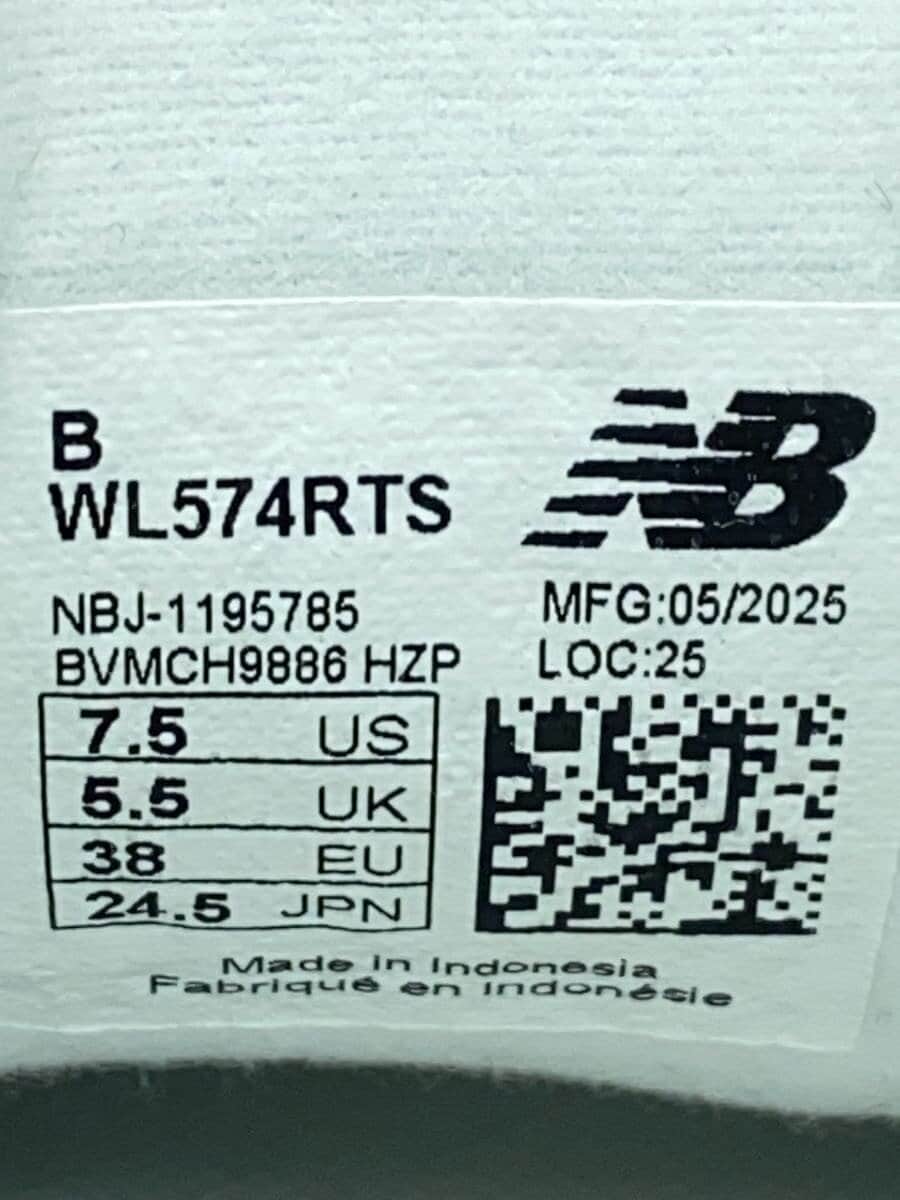 B
WL574RTS
NB
NBJ-1195785
MFG:05/2025
BVMCH9886 HZP
LOC:25
7.5 US
5.5 UK
38 EU
24.5 JPN
Made in Indonesia
Fabriqué en Indonésie